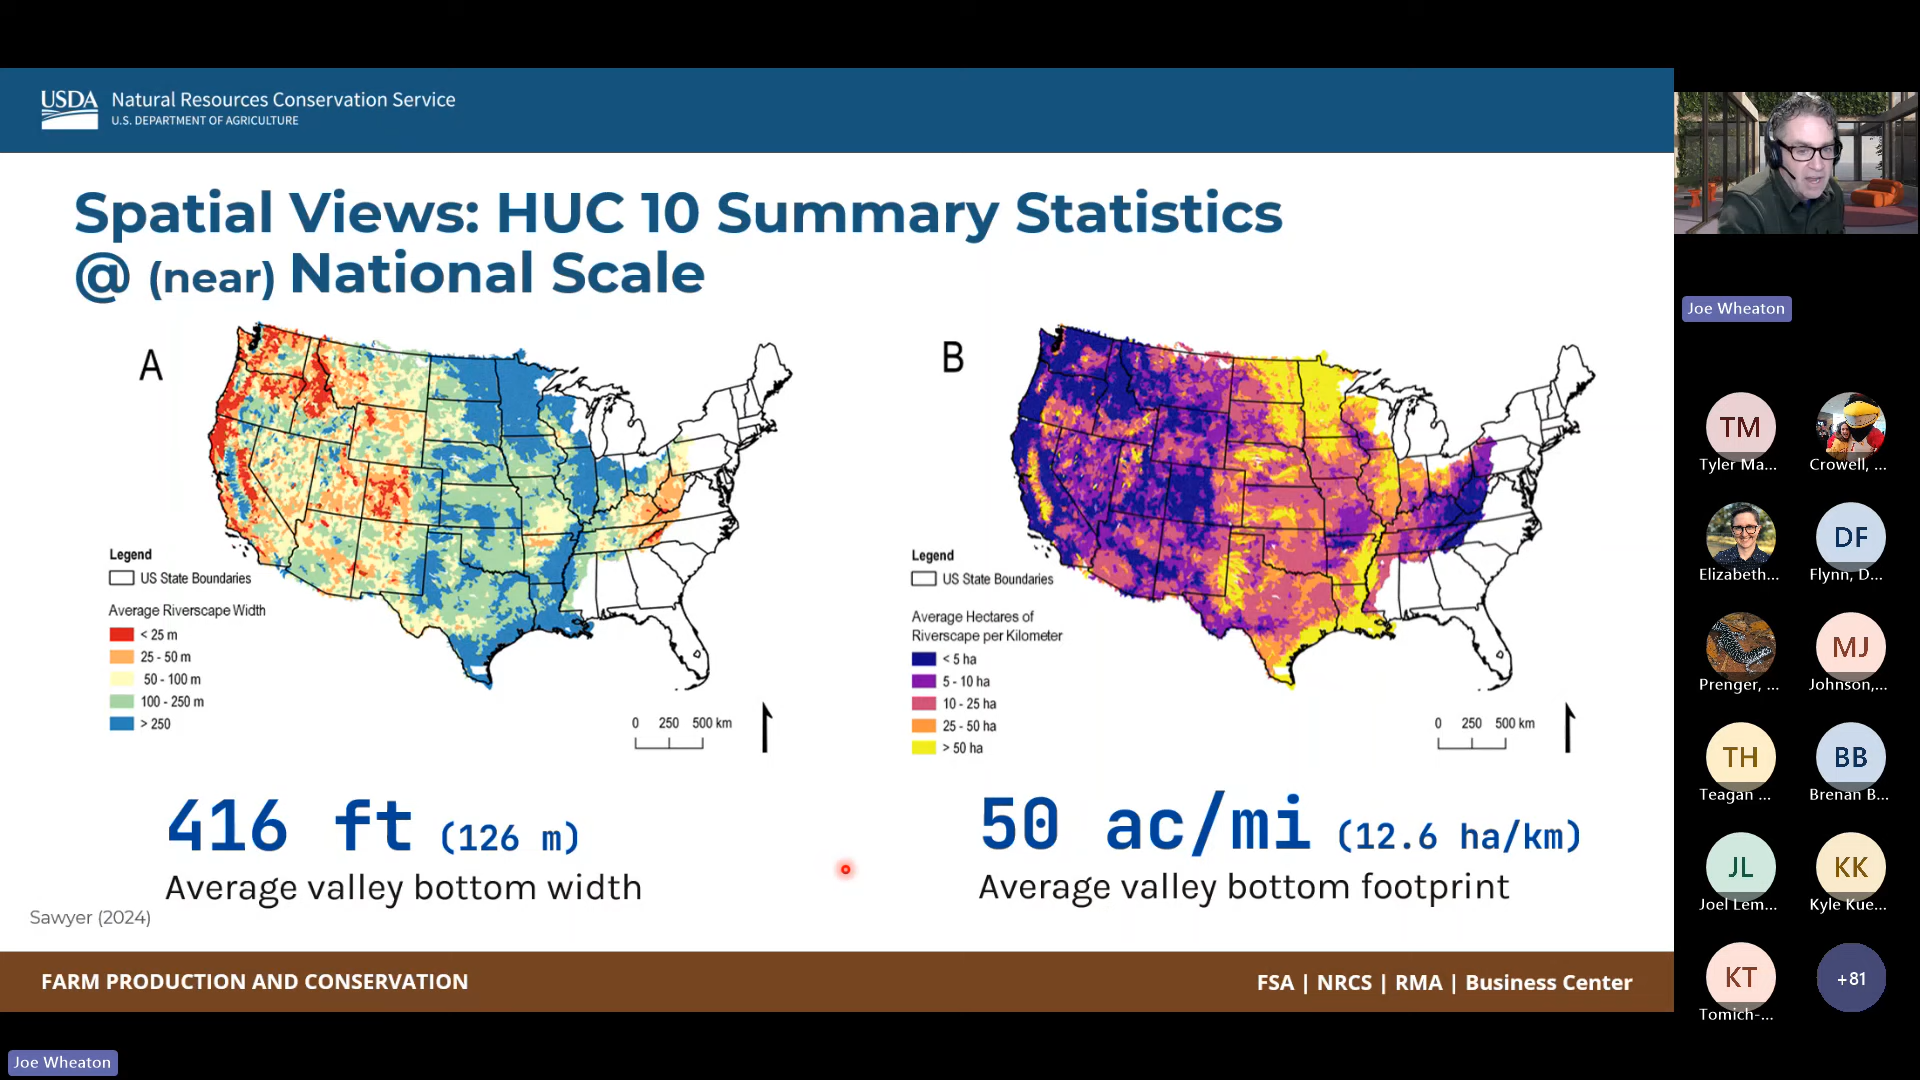 USDA Natural Resources Conservation Service
U.S. DEPARTMENT OF AGRICULTURE
Spatial Views: HUC 10 Summary Statistics
@ (near) National Scale
A
Legend
US State Boundaries
Average Riverscape Width
< 25 m
25 - 50 m
50 - 100 m
100 - 250 m
> 250
0 250 500 km
B
Legend
US State Boundaries
Average Hectares of
Riverscape per Kilometer
< 5 ha
5 - 10 ha
10 - 25 ha
25 - 50 ha
> 50 ha
0 250 500 km
416 ft (126 m)
Average valley bottom width
50 ac/mi (12.6 ha/km)
Average valley bottom footprint
Sawyer (2024)
FARM PRODUCTION AND CONSERVATION
FSA | NRCS | RMA | Business Center
Joe Wheaton
Joe Wheaton
TM
Tyler Ma...
Crowell, ...
Elizabeth...
DF
Flynn, D...
Prenger, ...
MJ
Johnson,...
TH
Teagan ...
BB
Brenan B...
JL
Joel Lem...
KK
Kyle Kue...
KT
Tomich-...
+81